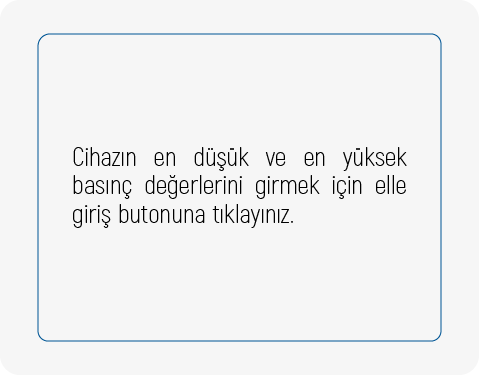 Cihazın en düşük ve en yüksek
basınç değerlerini girmek için elle
giriş butonuna tıklayınız.